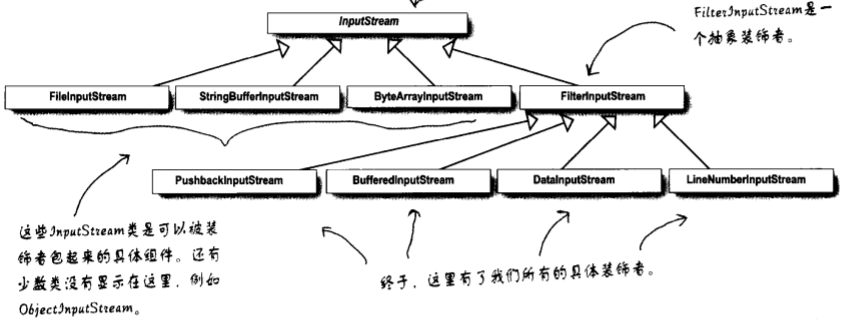 InputStream
FilterInputStream是一
个抽象装饰者。
FileInputStream
StringBufferInputStream
ByteArrayInputStream
FilterInputStream
PushbackInputStream
BufferedInputStream
DataInputStream
LineNumberInputStream
这些InputStream类是可以被装
饰者包起来的具体组件。还有
少数类没有显示在这里，例如
ObjectInputStream。
终于，这里有了我们所有的具体装饰者。